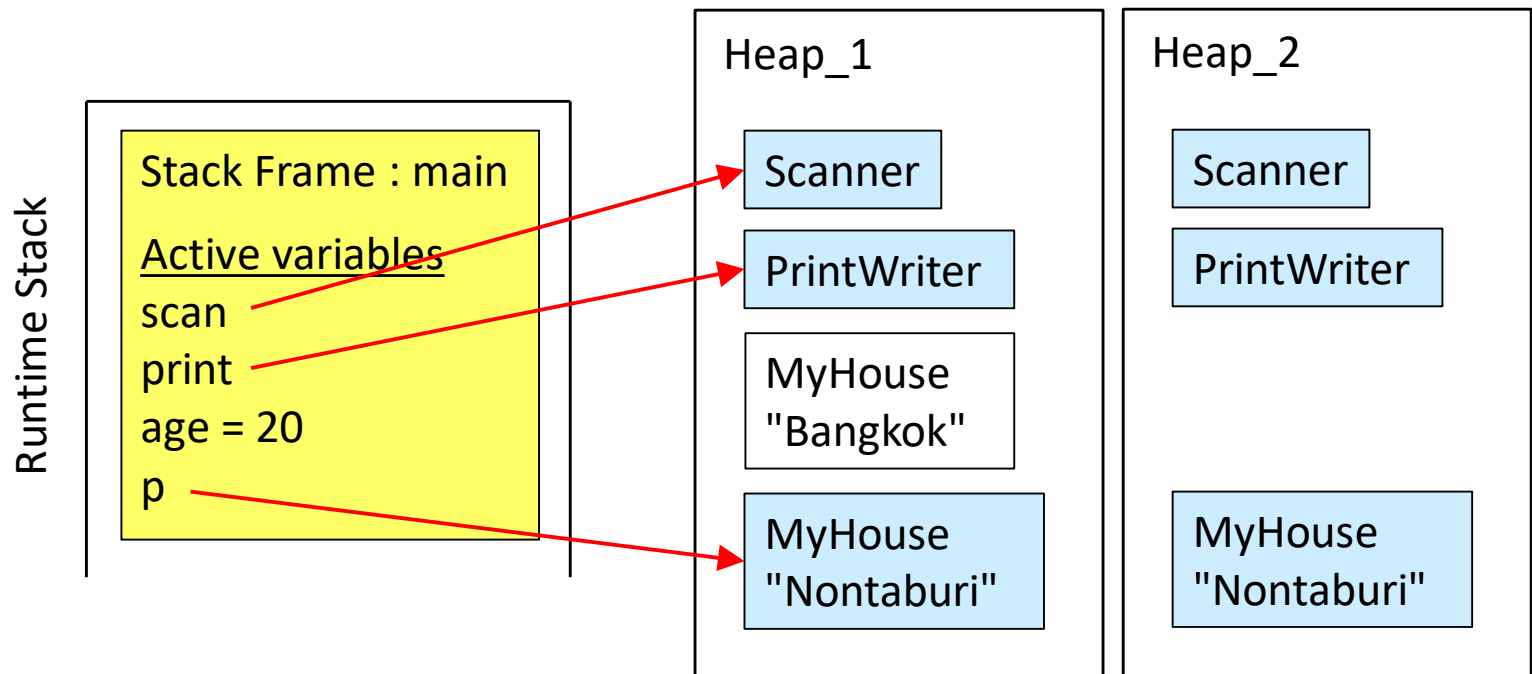 Runtime Stack
Stack Frame : main
Active variables
scan
print
age = 20
p
Heap_1
Scanner
PrintWriter
MyHouse
"Bangkok"
MyHouse
"Nontaburi"
Heap_2
Scanner
PrintWriter
MyHouse
"Nontaburi"